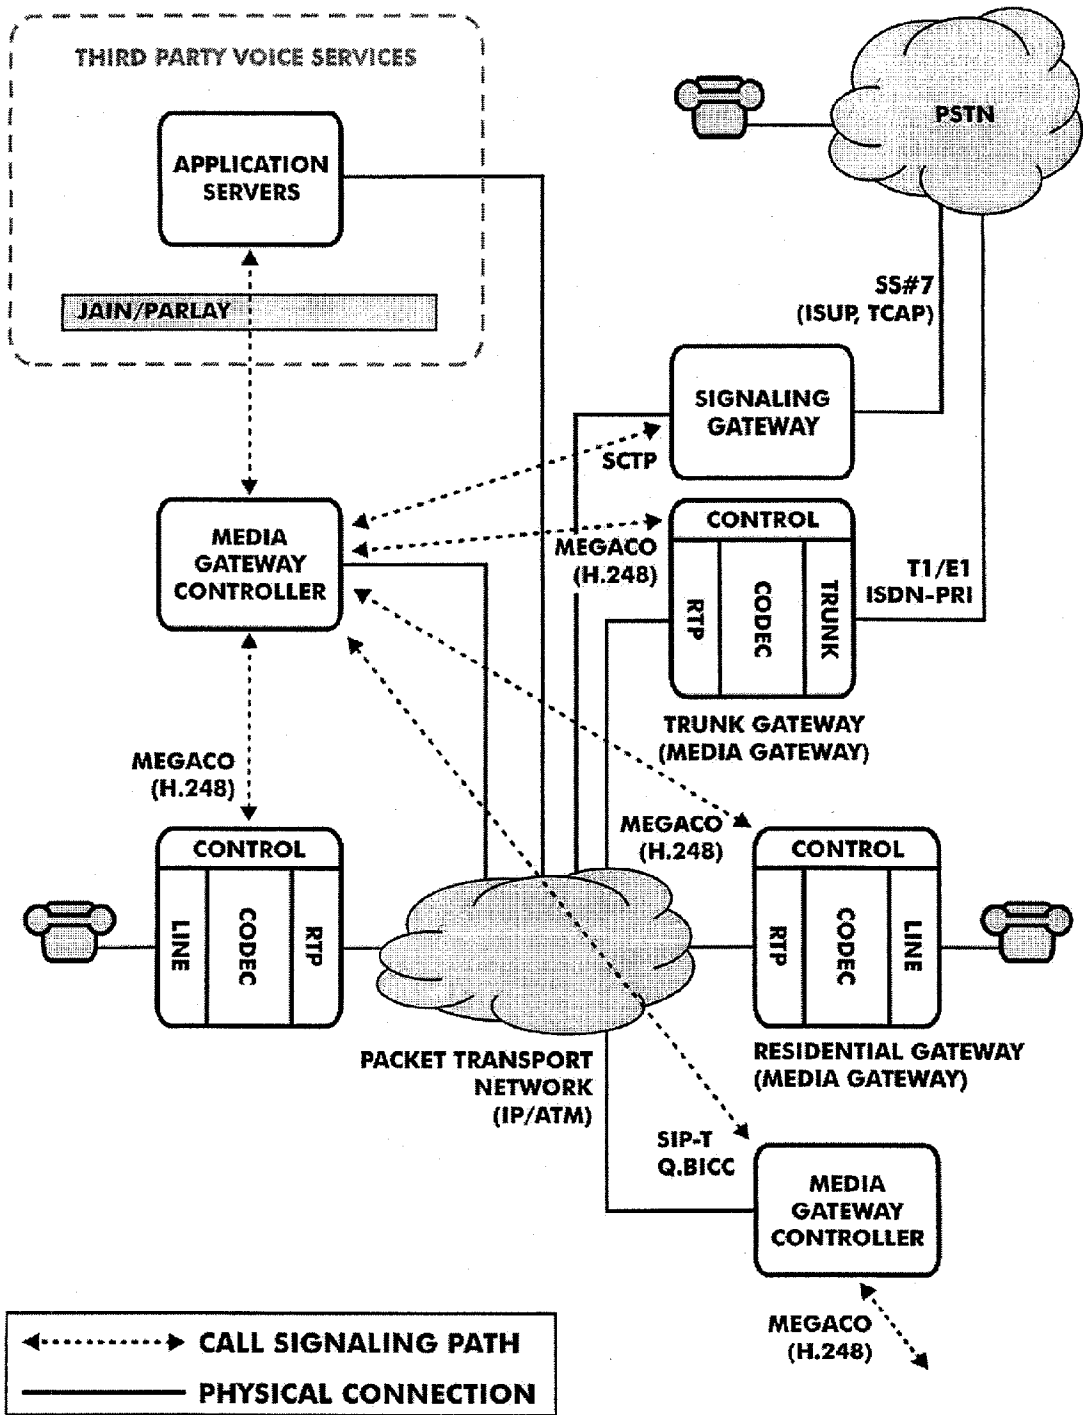 THIRD PARTY VOICE SERVICES
APPLICATION
SERVERS
JAIN/PARLAY
PSTN
SS#7
(ISUP, TCAP)
SIGNALING
GATEWAY
SCTP
MEDIA
GATEWAY
CONTROLLER
MEGACO
(H.248)
CONTROL
RTP
CODEC
TRUNK
T1/E1
ISDN-PRI
TRUNK GATEWAY
(MEDIA GATEWAY)
MEGACO
(H.248)
CONTROL
LINE
CODEC
RTP
MEGACO
(H.248)
CONTROL
RTP
CODEC
LINE
RESIDENTIAL GATEWAY
(MEDIA GATEWAY)
PACKET TRANSPORT
NETWORK
(IP/ATM)
SIP-T
Q.BICC
MEDIA
GATEWAY
CONTROLLER
MEGACO
(H.248)
CALL SIGNALING PATH
PHYSICAL CONNECTION